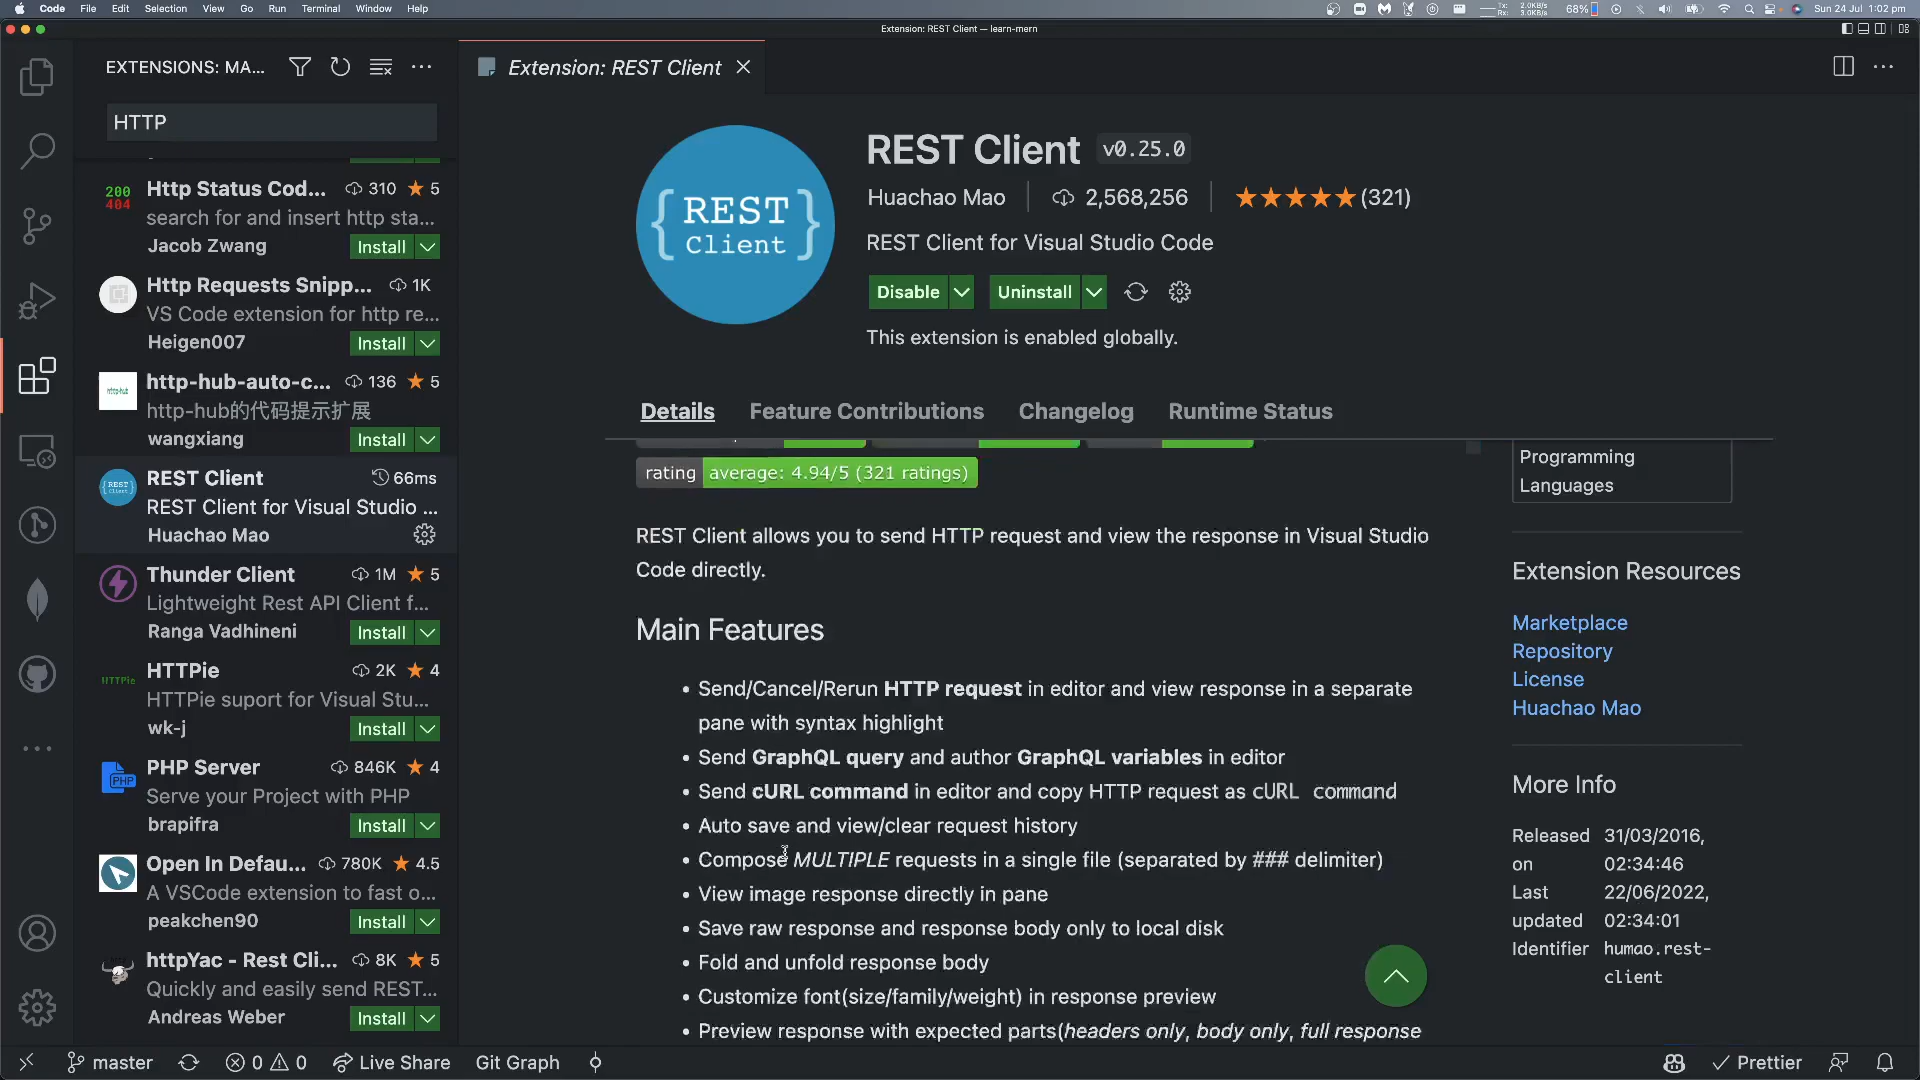 Code File Edit Selection View Go Run Terminal Window Help
Tx: 2.0KB/s
Rx: 3.0KB/s
68% Sun 24 Jul 1:02 pm
Extension: REST Client — learn-mern
EXTENSIONS: MA...
HTTP
200
404
Http Status Cod... 310 5
search for and insert http sta...
Jacob Zwang Install
Http Requests Snipp... 1K
VS Code extension for http re...
Heigen007 Install
http-hub
http-hub-auto-c... 136 5
http-hub的代码提示扩展
wangxiang Install
{REST Client}
REST Client 66ms
REST Client for Visual Studio ...
Huachao Mao
Thunder Client 1M 5
Lightweight Rest API Client f...
Ranga Vadhineni Install
HTTPie
HTTPie 2K 4
HTTPie suport for Visual Stu...
wk-j Install
PHP
PHP Server 846K 4
Serve your Project with PHP
brapifra Install
Open In Defau... 780K 4.5
A VSCode extension to fast o...
peakchen90 Install
httpYac - Rest Cli... 8K 5
Quickly and easily send REST...
Andreas Weber Install
Extension: REST Client
{REST
Client}
REST Client v0.25.0
Huachao Mao 2,568,256 (321)
REST Client for Visual Studio Code
Disable Uninstall
This extension is enabled globally.
Details Feature Contributions Changelog Runtime Status
rating average: 4.94/5 (321 ratings)
REST Client allows you to send HTTP request and view the response in Visual Studio
Code directly.
Main Features
• Send/Cancel/Rerun HTTP request in editor and view response in a separate
pane with syntax highlight
• Send GraphQL query and author GraphQL variables in editor
• Send cURL command in editor and copy HTTP request as cURL command
• Auto save and view/clear request history
• Compose MULTIPLE requests in a single file (separated by ### delimiter)
• View image response directly in pane
• Save raw response and response body only to local disk
• Fold and unfold response body
• Customize font(size/family/weight) in response preview
• Preview response with expected parts(headers only, body only, full response
Programming
Languages
Extension Resources
Marketplace
Repository
License
Huachao Mao
More Info
Released 31/03/2016,
on 02:34:46
Last 22/06/2022,
updated 02:34:01
Identifier humao.rest-
client
master 0 0 Live Share Git Graph Prettier